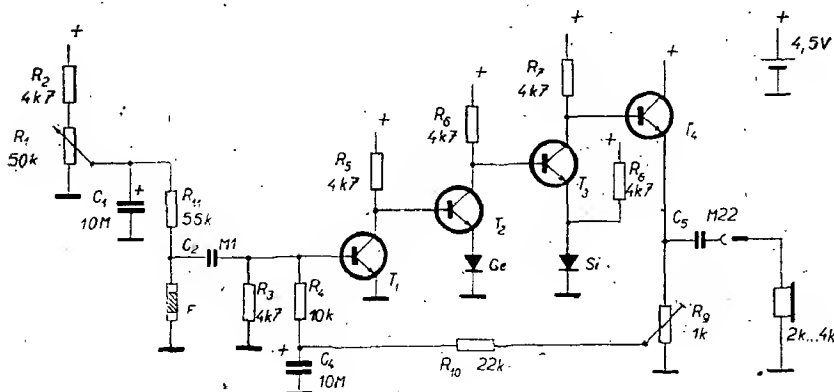 +
R2
4k7
R1
50k
+
C1
10M
R11
55k
C2
M1
F
R3
4k7
R4
10k
+
C4
10M
+
R5
4k7
T1
+
R6
4k7
T2
Ge
+
R7
4k7
T3
+
R6
4k7
Si
+
T4
C5
M22
R9
1k
R10
22k
2k...4k
+
4,5V